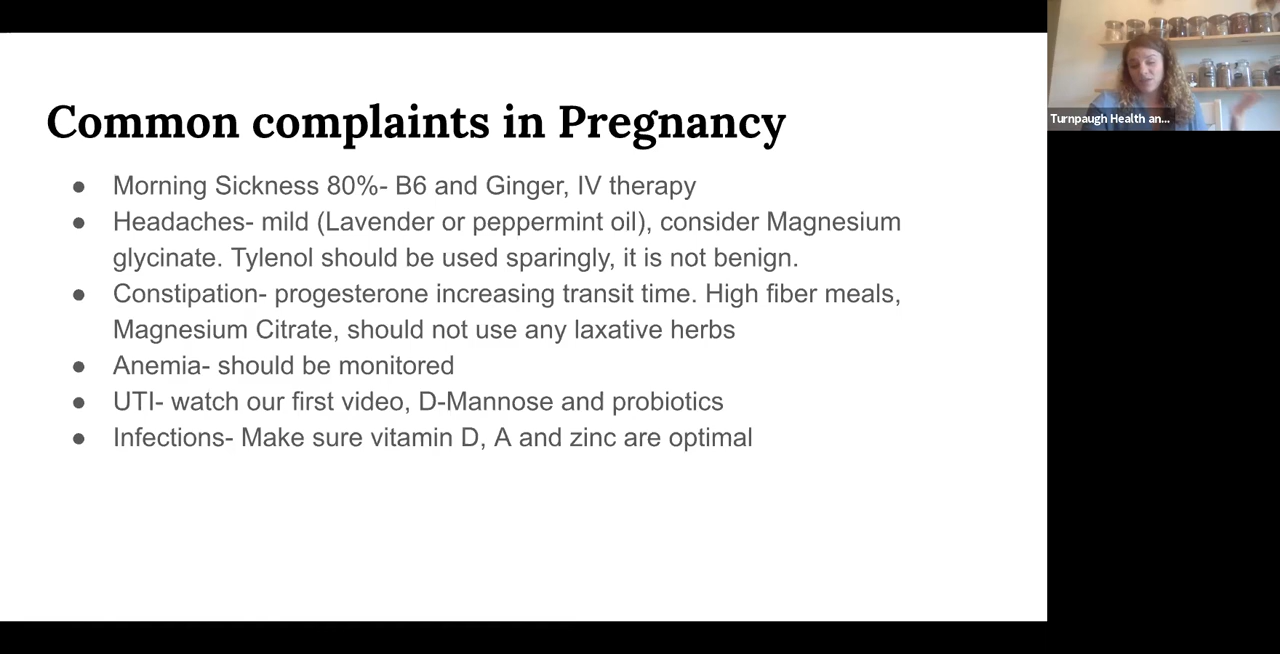 Common complaints in Pregnancy
● Morning Sickness 80%- B6 and Ginger, IV therapy
● Headaches- mild (Lavender or peppermint oil), consider Magnesium
glycinate. Tylenol should be used sparingly, it is not benign.
● Constipation- progesterone increasing transit time. High fiber meals,
Magnesium Citrate, should not use any laxative herbs
● Anemia- should be monitored
● UTI- watch our first video, D-Mannose and probiotics
● Infections- Make sure vitamin D, A and zinc are optimal
Turnpaugh Health an...